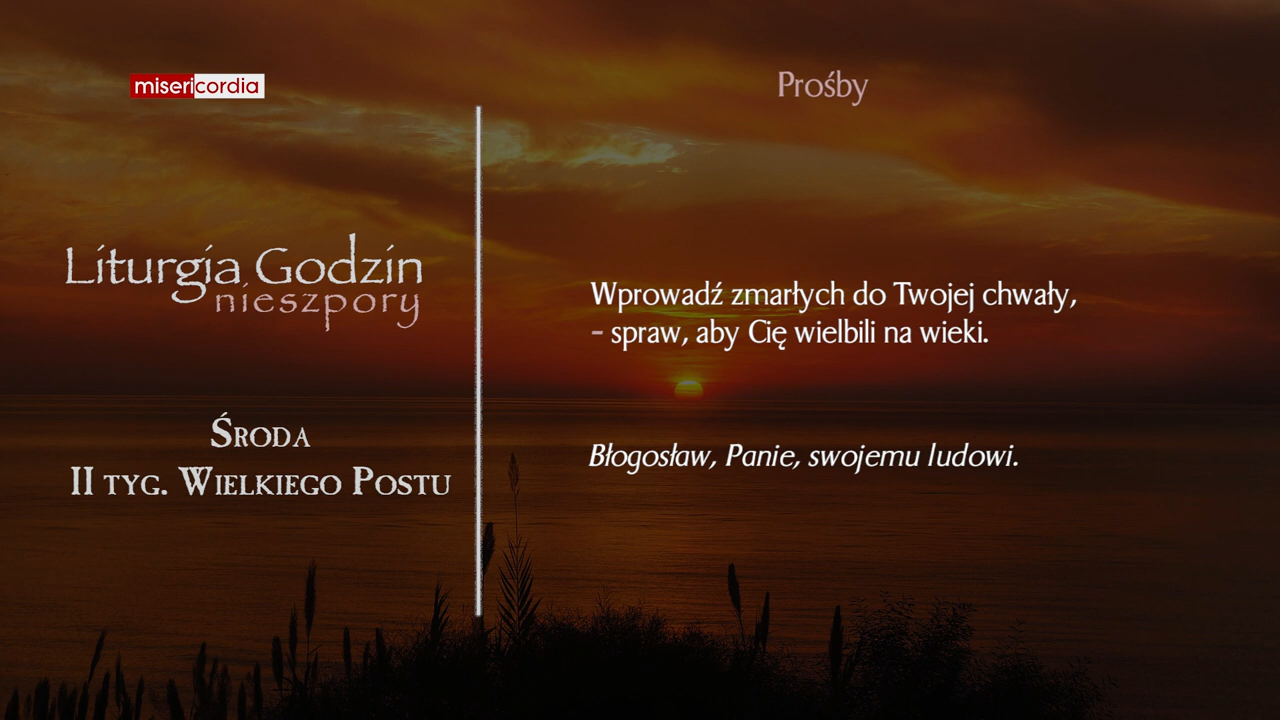 misericordia
Liturgia Godzin
nieszpory
Środa
II tyg. Wielkiego Postu
Prośby
Wprowadź zmarłych do Twojej chwały,
- spraw, aby Cię wielbili na wieki.
Błogosław, Panie, swojemu ludowi.